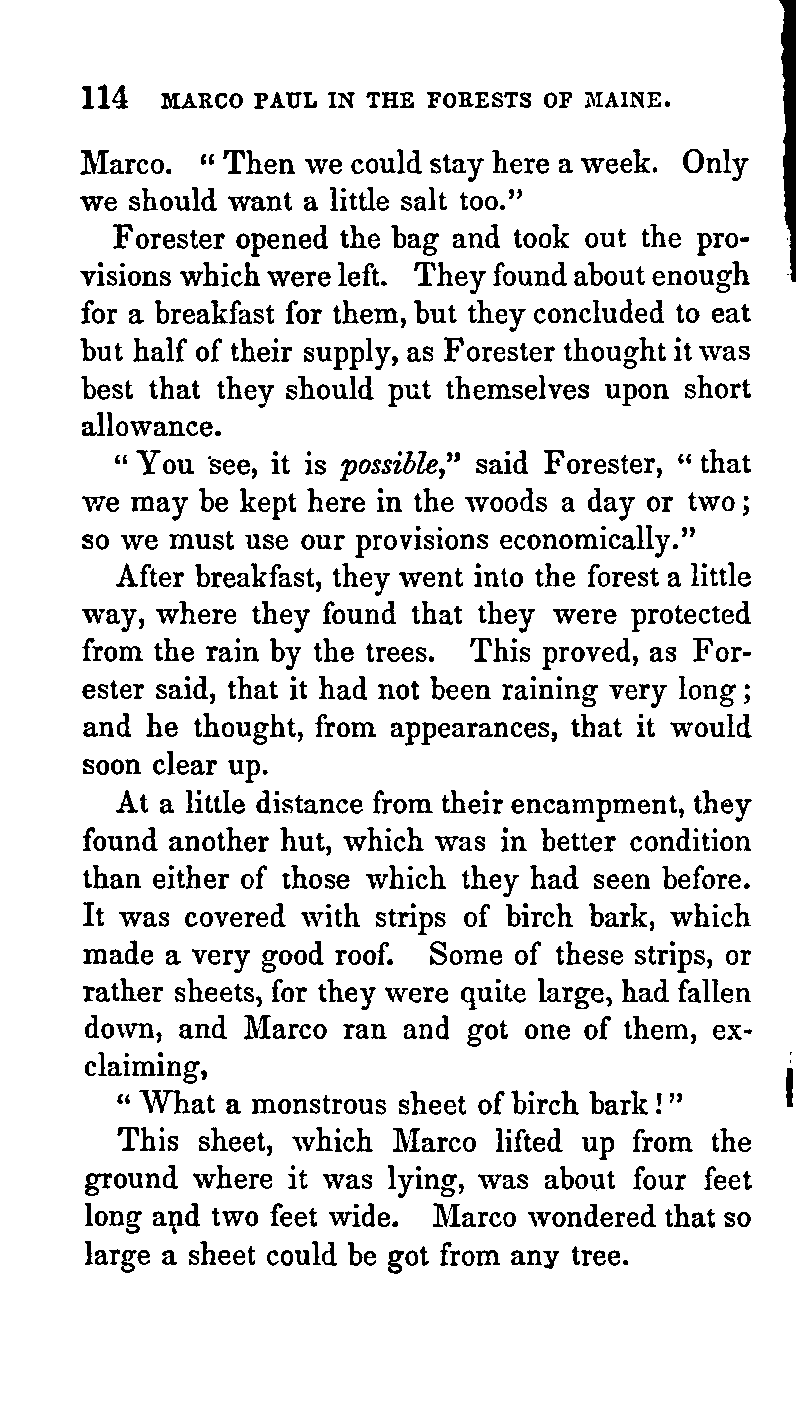 114 MARCO PAUL IN THE FORESTS OF MAINE.
Marco. “Then we could stay here a week. Only
we should want a little salt too.”
Forester opened the bag and took out the pro-
visions which were left. They found about enough
for a breakfast for them, but they concluded to eat
but half of their supply, as Forester thought it was
best that they should put themselves upon short
allowance.
“You see, it is possible,” said Forester, “that
we may be kept here in the woods a day or two;
so we must use our provisions economically.”
After breakfast, they went into the forest a little
way, where they found that they were protected
from the rain by the trees. This proved, as For-
ester said, that it had not been raining very long;
and he thought, from appearances, that it would
soon clear up.
At a little distance from their encampment, they
found another hut, which was in better condition
than either of those which they had seen before.
It was covered with strips of birch bark, which
made a very good roof. Some of these strips, or
rather sheets, for they were quite large, had fallen
down, and Marco ran and got one of them, ex-
claiming,
“What a monstrous sheet of birch bark!”
This sheet, which Marco lifted up from the
ground where it was lying, was about four feet
long and two feet wide. Marco wondered that so
large a sheet could be got from any tree.